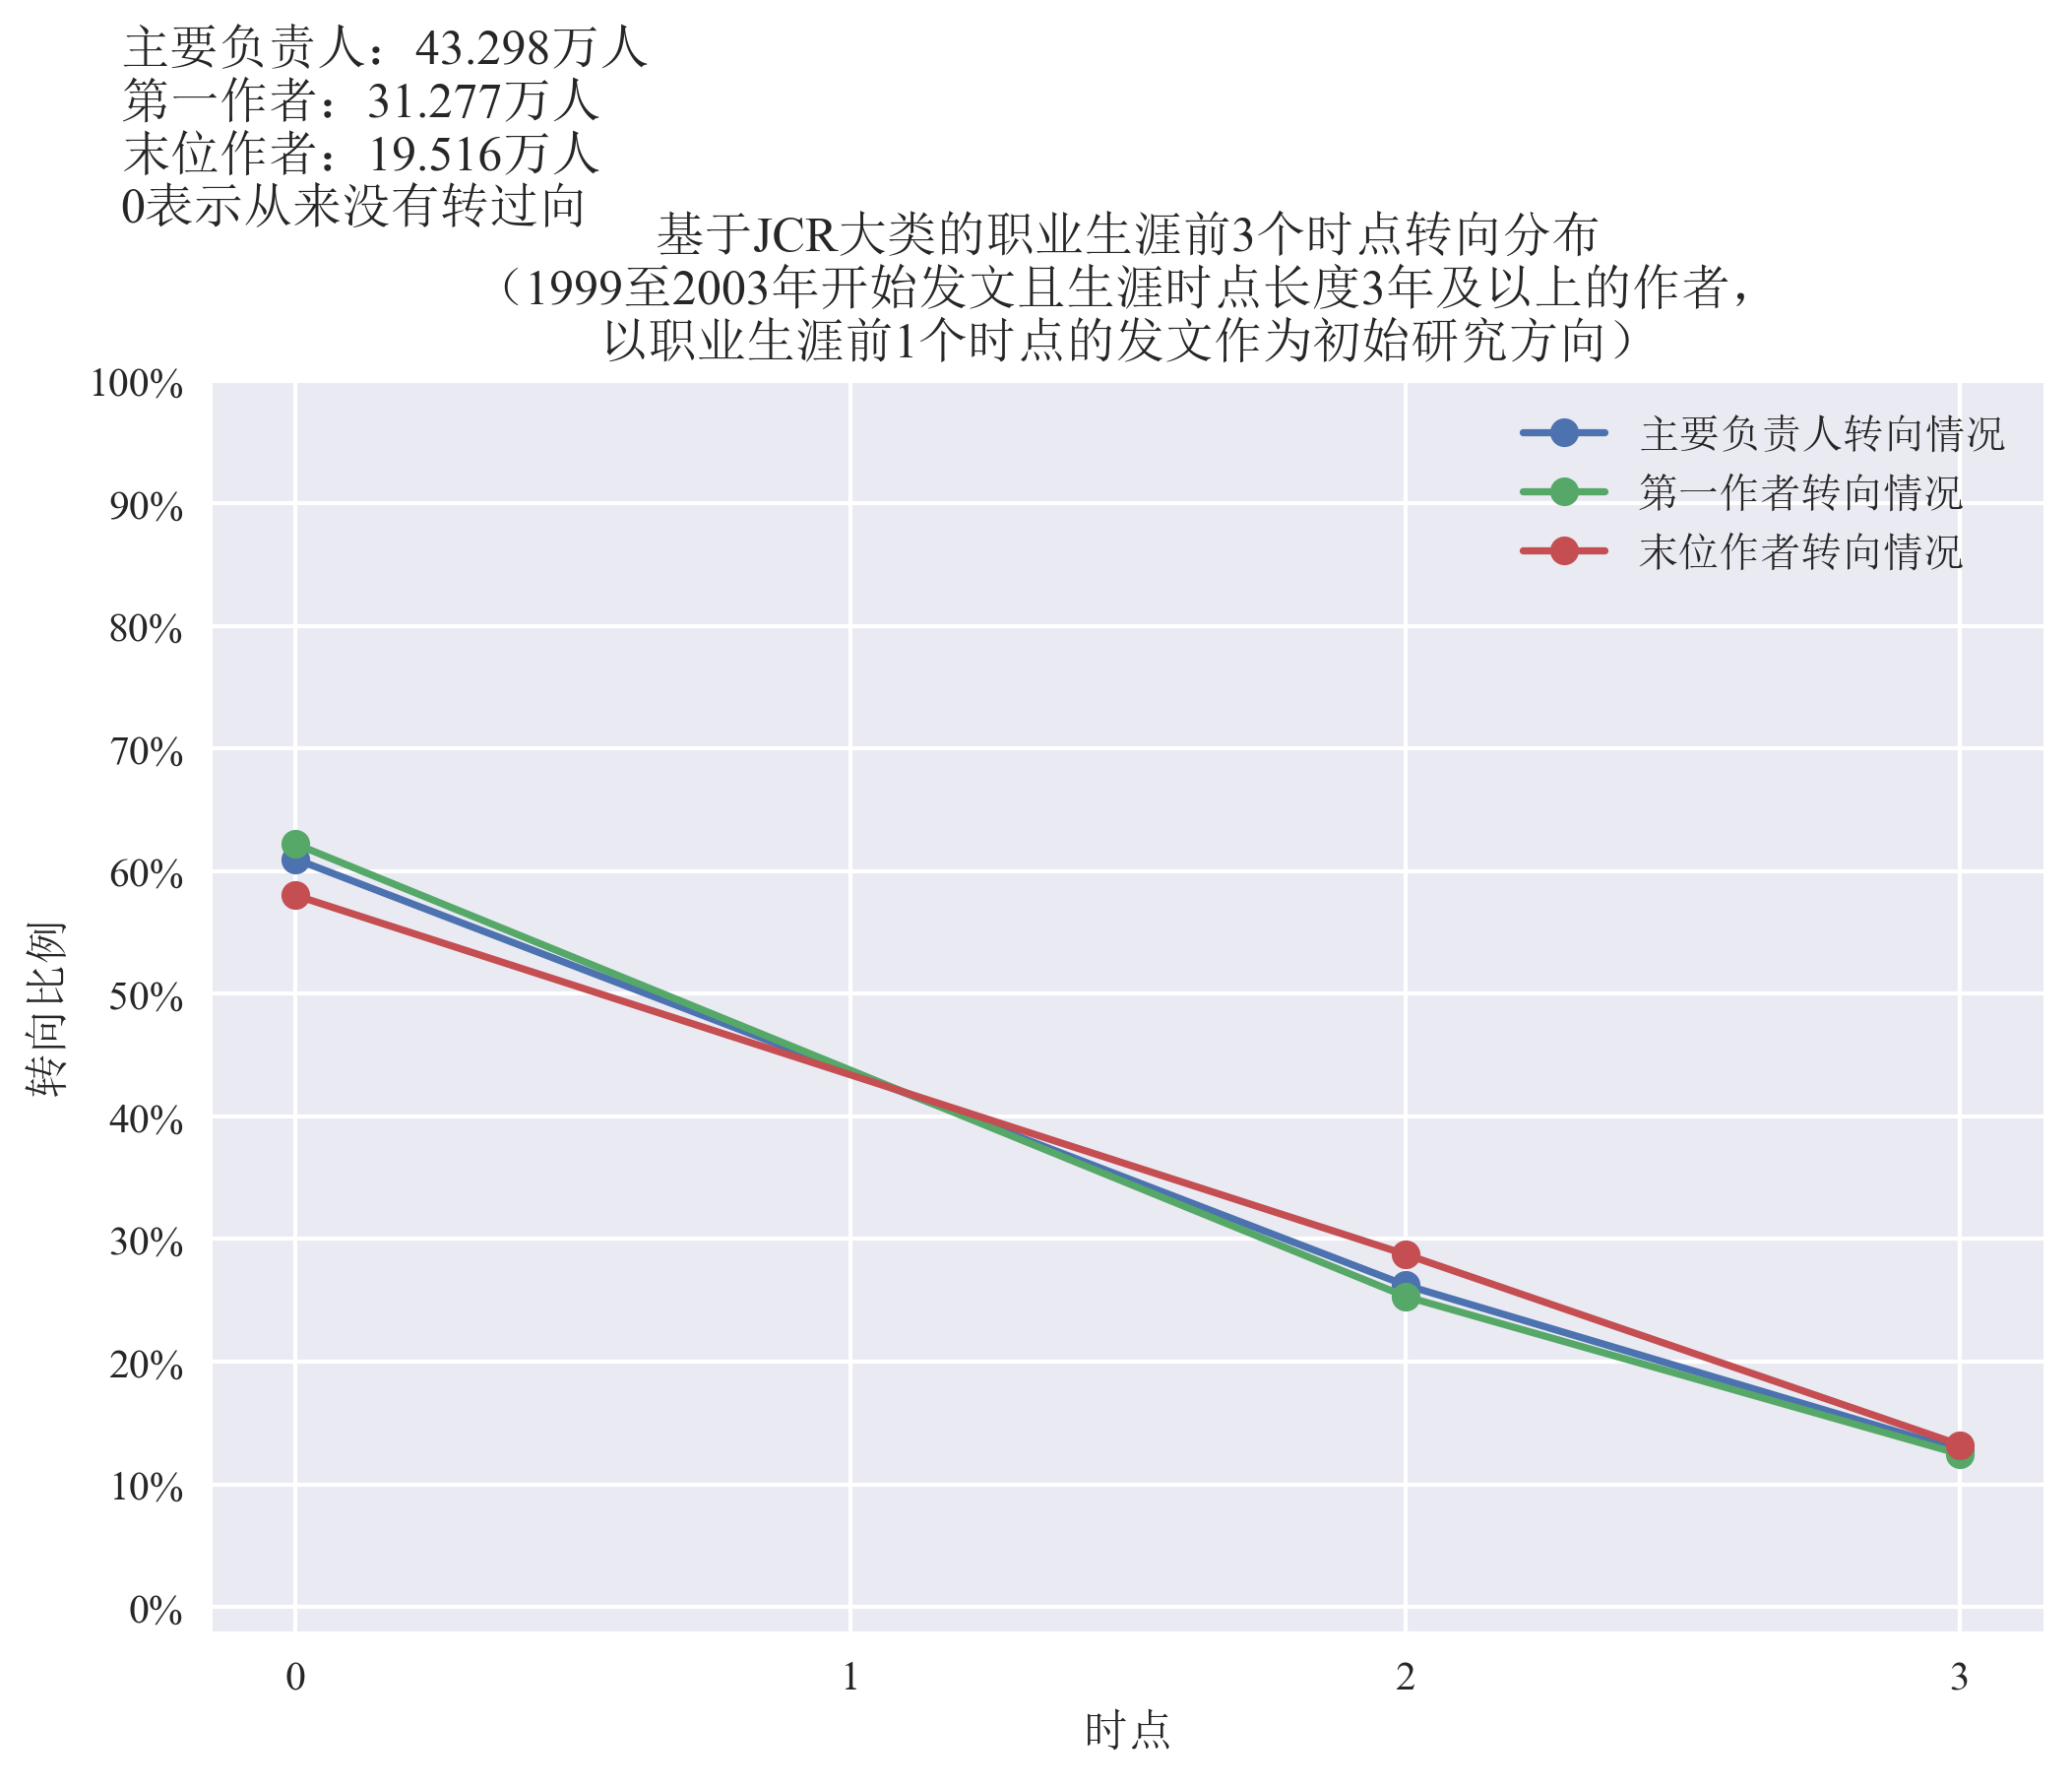 主要负责人：43.298万人
第一作者：31.277万人
末位作者：19.516万人
0表示从来没有转过向
基于JCR大类的职业生涯前3个时点转向分布
（1999至2003年开始发文且生涯时点长度3年及以上的作者，
以职业生涯前1个时点的发文作为初始研究方向）
100%
90%
80%
70%
60%
50%
40%
30%
20%
10%
0%
转向比例
主要负责人转向情况
第一作者转向情况
末位作者转向情况
0 1 2 3
时点